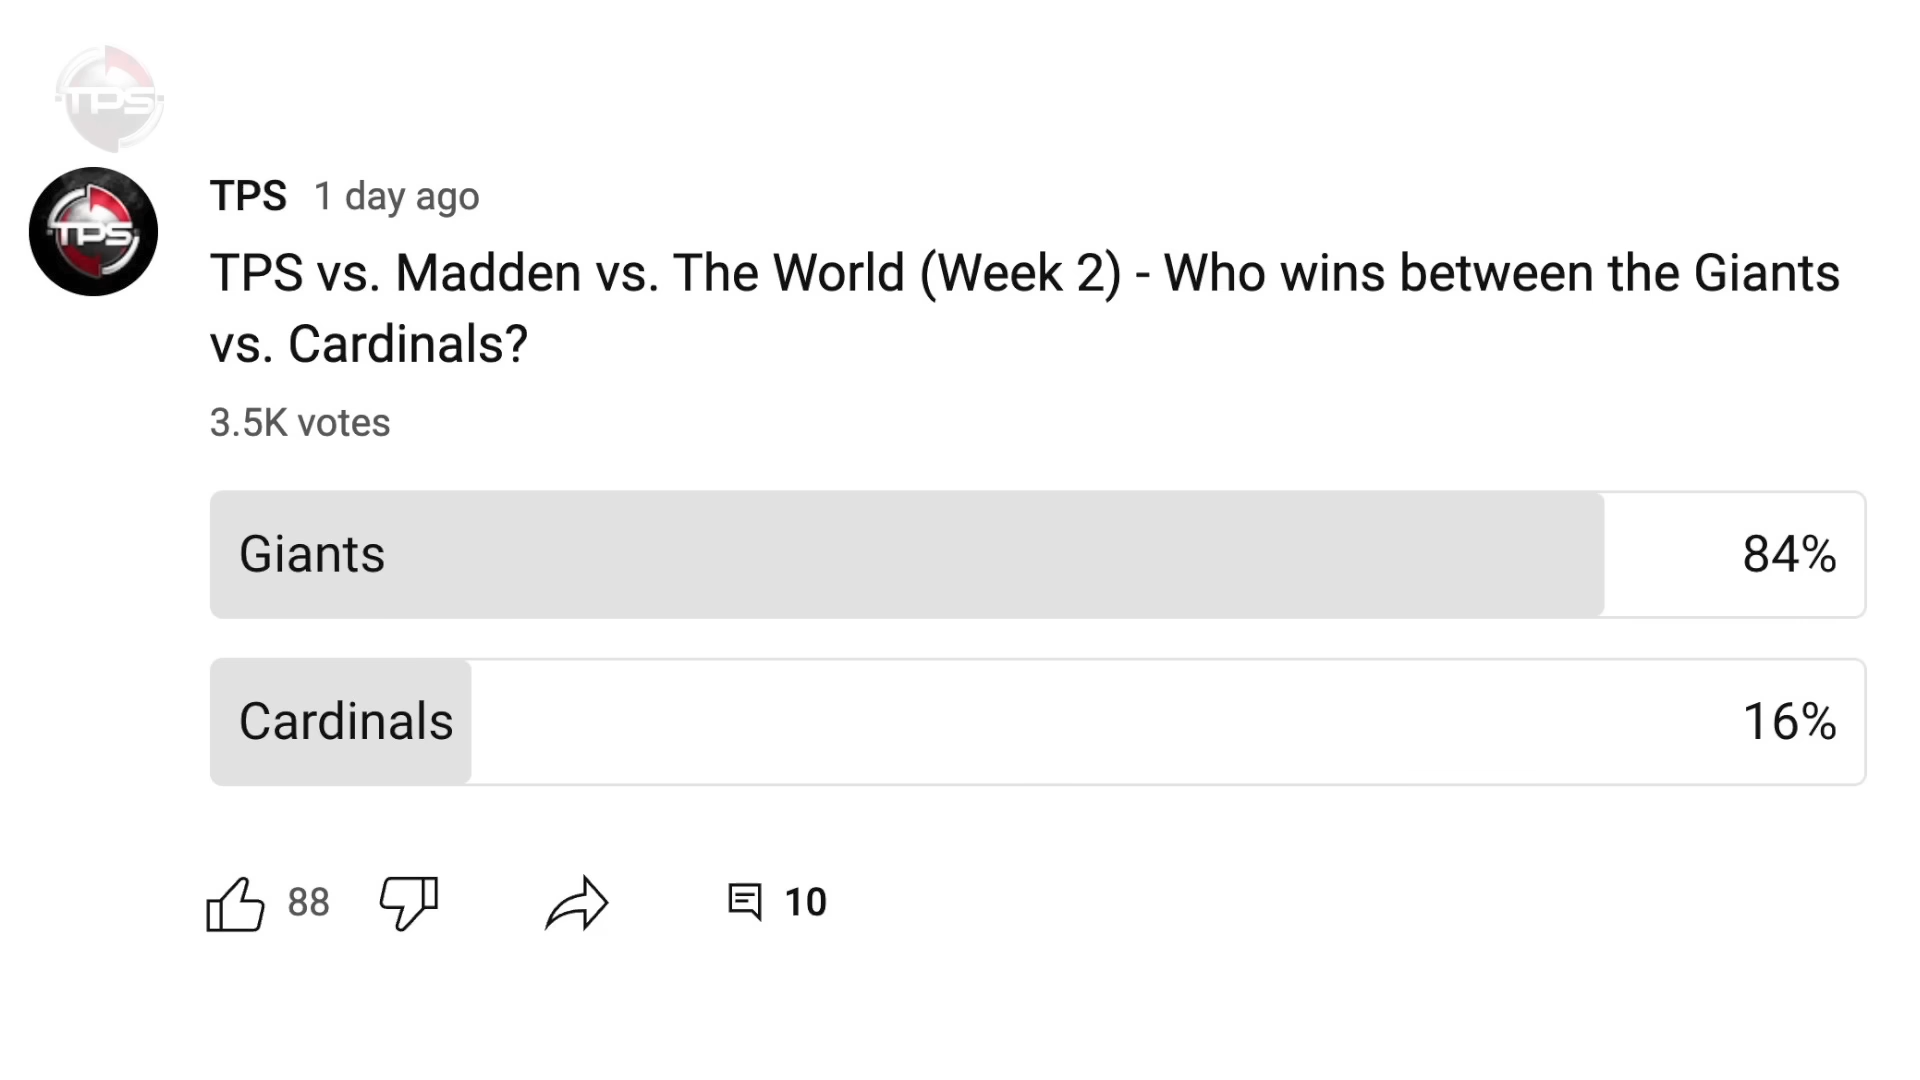 TPS
TPS
TPS 1 day ago
TPS vs. Madden vs. The World (Week 2) - Who wins between the Giants
vs. Cardinals?
3.5K votes
Giants 84%
Cardinals 16%
88 10